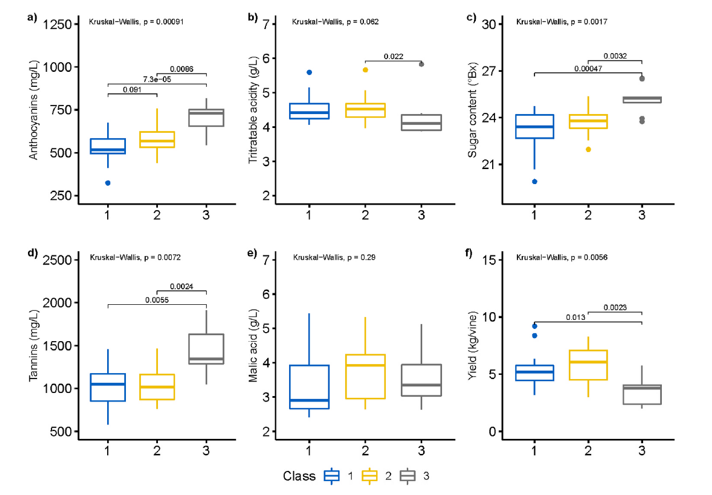 a)
Kruskal−Wallis, p = 0.00091
1250
1000
750
500
250
Anthocyanins (mg/L)
0.0086
7.3e−05
0.091
1 2 3
b)
Kruskal−Wallis, p = 0.062
7
6
5
4
3
2
Tritratable acidity (g/L)
0.022
1 2 3
c)
Kruskal−Wallis, p = 0.0017
30
27
24
21
Sugar content (°Bx)
0.0032
0.00047
1 2 3
d)
Kruskal−Wallis, p = 0.0072
2500
2000
1500
1000
500
Tannins (mg/L)
0.0024
0.0055
1 2 3
e)
Kruskal−Wallis, p = 0.29
7
6
5
4
3
2
Malic acid (g/L)
1 2 3
f)
Kruskal−Wallis, p = 0.0056
15
10
5
0
Yield (kg/vine)
0.0023
0.013
1 2 3
Class 1 2 3